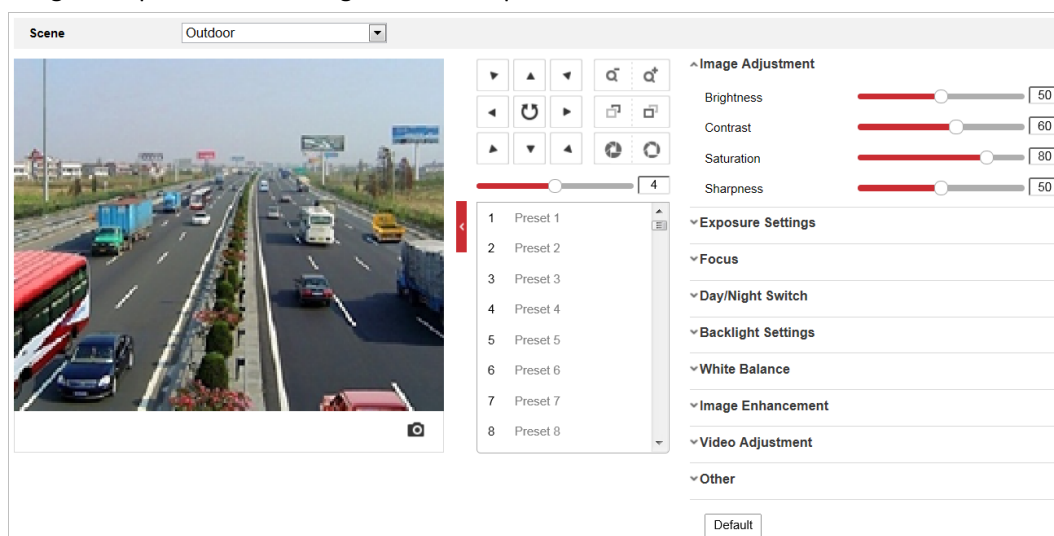 Scene Outdoor
Image Adjustment
Brightness 50
Contrast 60
Saturation 80
Sharpness 50
4
1 Preset 1
2 Preset 2
3 Preset 3
4 Preset 4
5 Preset 5
6 Preset 6
7 Preset 7
8 Preset 8
Exposure Settings
Focus
Day/Night Switch
Backlight Settings
White Balance
Image Enhancement
Video Adjustment
Other
Default